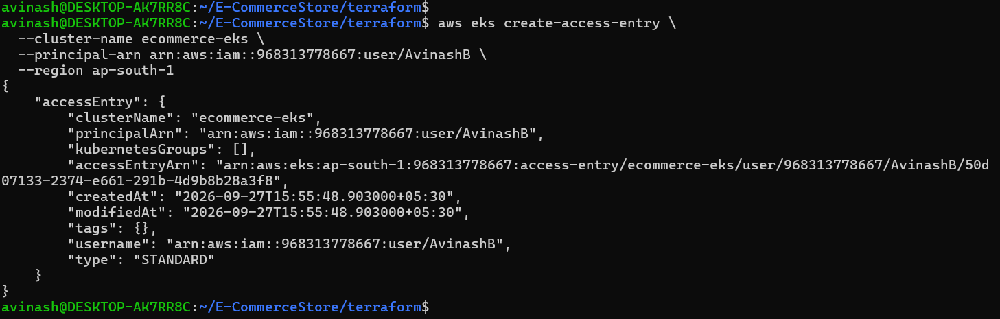 avinash@DESKTOP-AK7RR8C:~/E-CommerceStore/terraform$
avinash@DESKTOP-AK7RR8C:~/E-CommerceStore/terraform$ aws eks create-access-entry \
  --cluster-name ecommerce-eks \
  --principal-arn arn:aws:iam::968313778667:user/AvinashB \
  --region ap-south-1
{
    "accessEntry": {
        "clusterName": "ecommerce-eks",
        "principalArn": "arn:aws:iam::968313778667:user/AvinashB",
        "kubernetesGroups": [],
        "accessEntryArn": "arn:aws:eks:ap-south-1:968313778667:access-entry/ecommerce-eks/user/968313778667/AvinashB/50d
07133-2374-e661-291b-4d9b8b28a3f8",
        "createdAt": "2026-09-27T15:55:48.903000+05:30",
        "modifiedAt": "2026-09-27T15:55:48.903000+05:30",
        "tags": {},
        "username": "arn:aws:iam::968313778667:user/AvinashB",
        "type": "STANDARD"
    }
}
avinash@DESKTOP-AK7RR8C:~/E-CommerceStore/terraform$